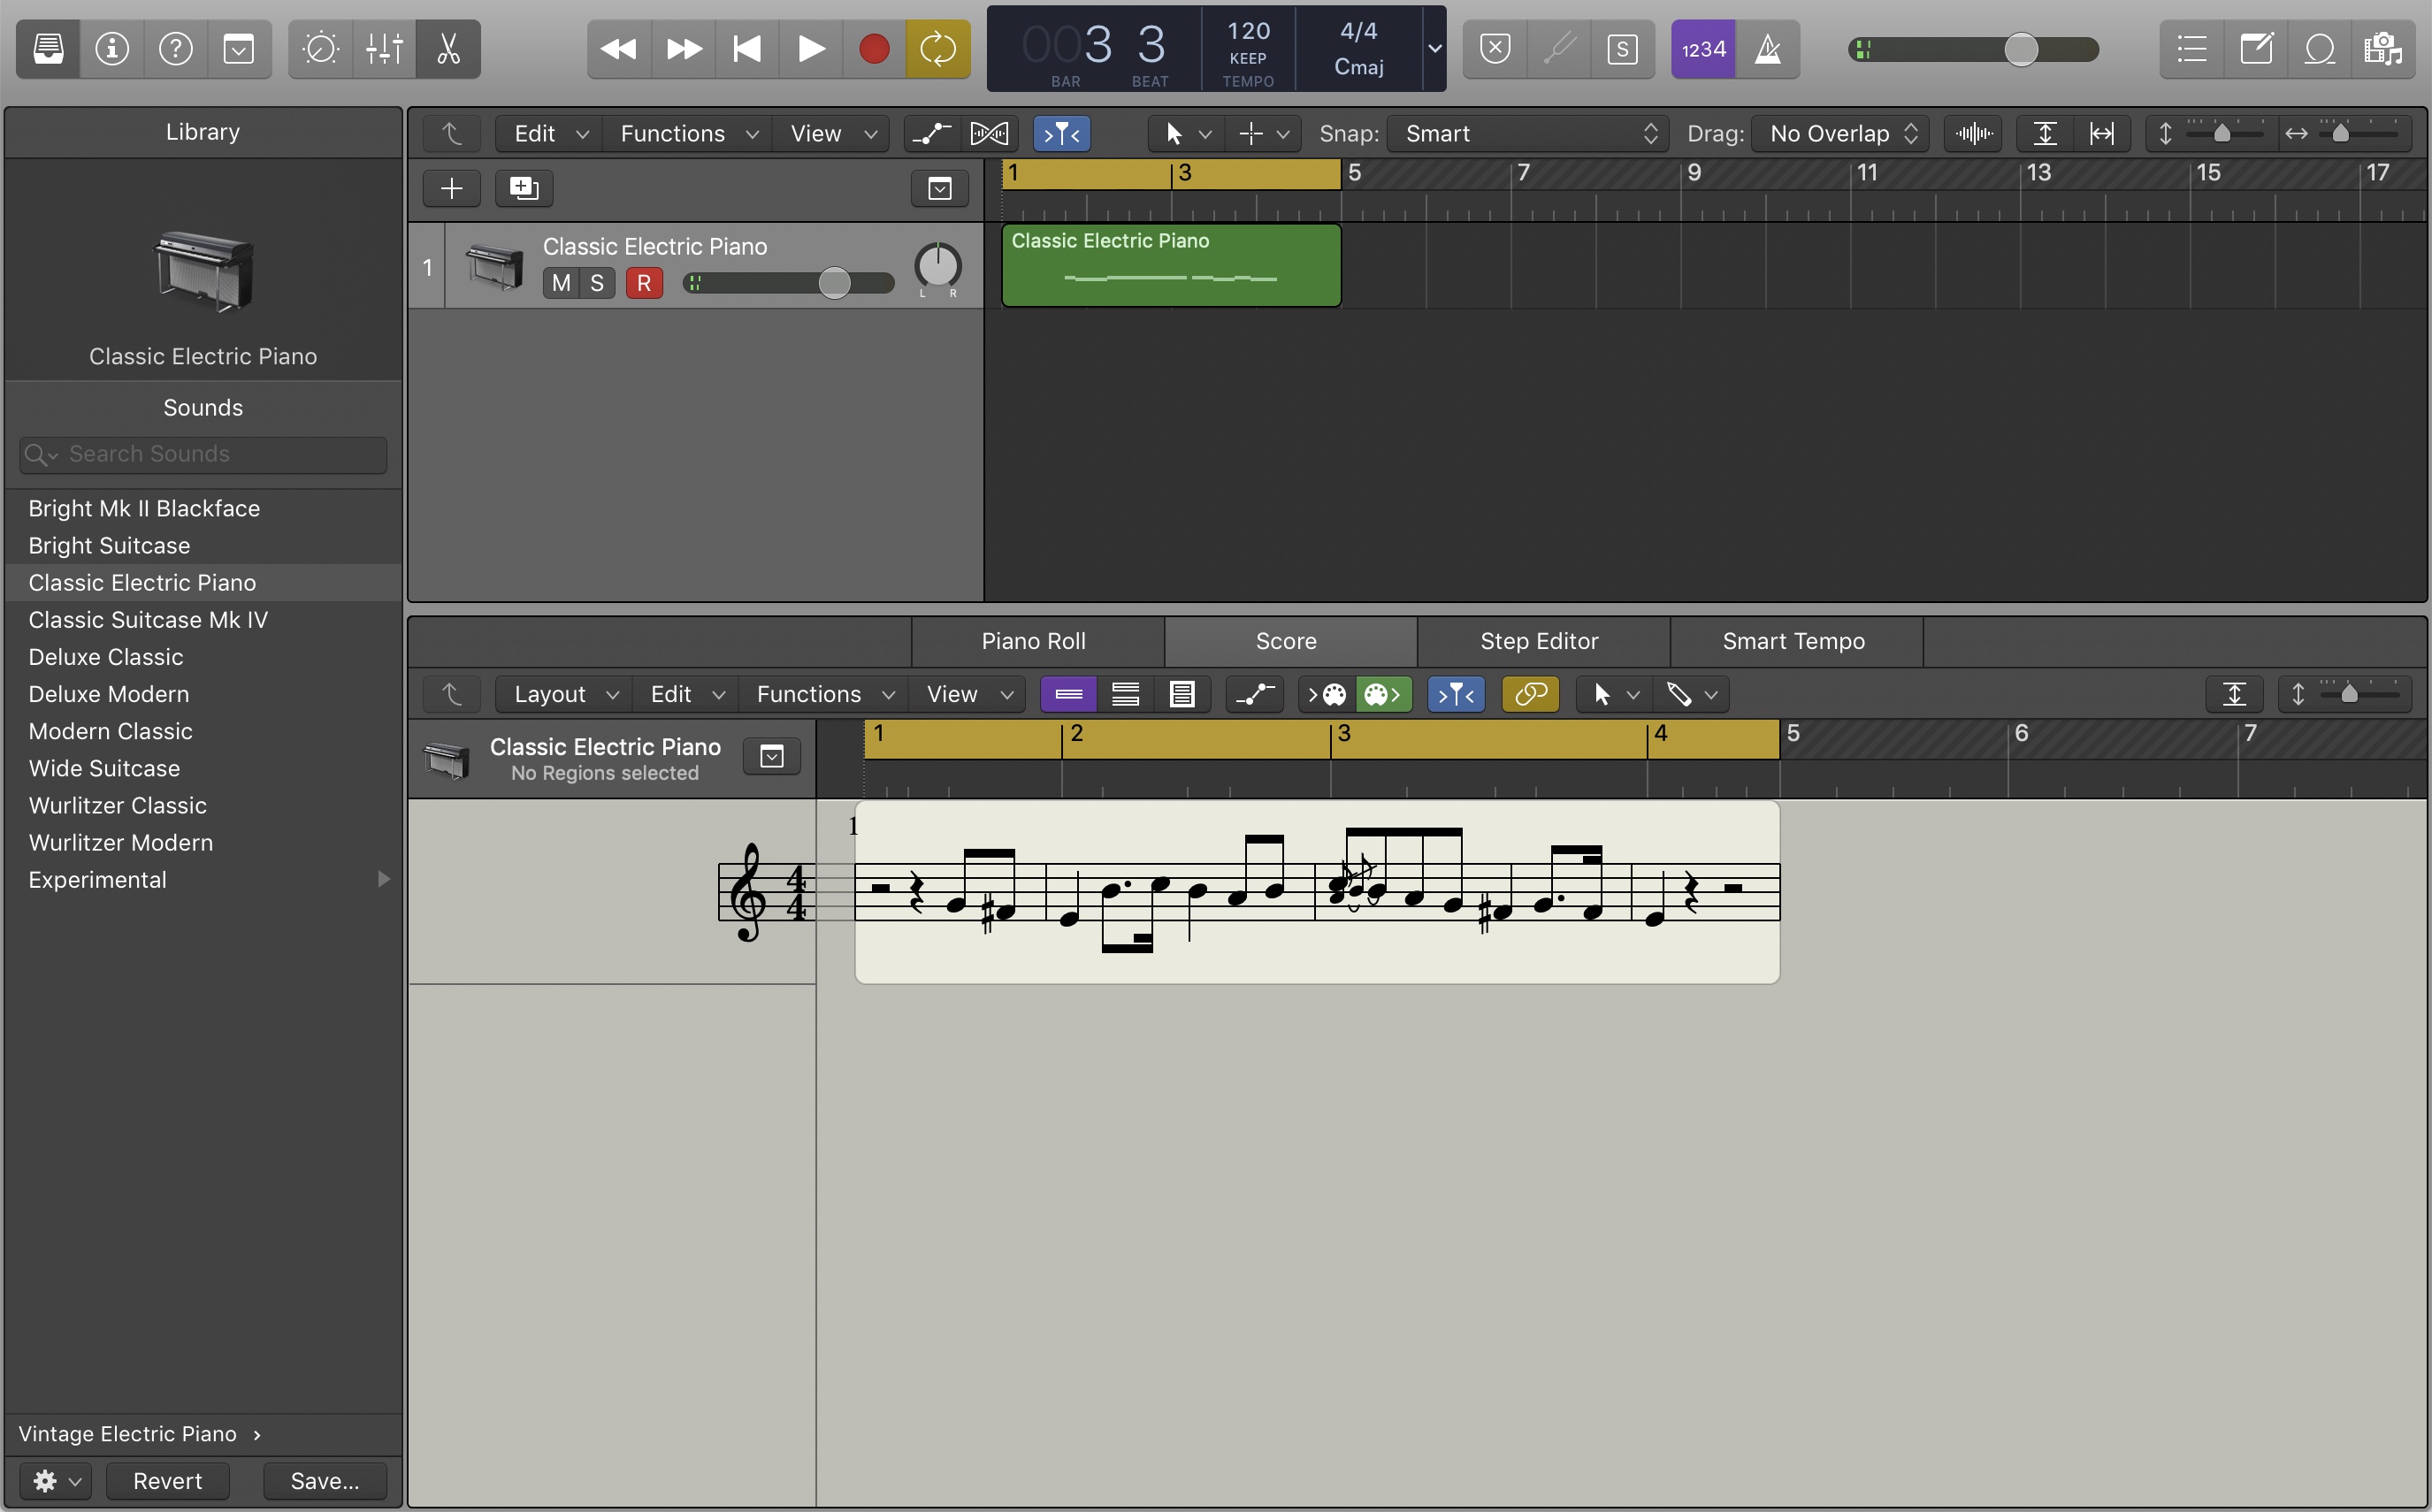 003 3
BAR BEAT
120
KEEP
TEMPO
4/4
Cmaj
S
1234
Library
Classic Electric Piano
Sounds
Search Sounds
Bright Mk II Blackface
Bright Suitcase
Classic Electric Piano
Classic Suitcase Mk IV
Deluxe Classic
Deluxe Modern
Modern Classic
Wide Suitcase
Wurlitzer Classic
Wurlitzer Modern
Experimental
Vintage Electric Piano
Revert Save...
Edit Functions View Snap: Smart Drag: No Overlap
1 3 5 7 9 11 13 15 17
1 Classic Electric Piano
M S R
L R
Classic Electric Piano
Piano Roll Score Step Editor Smart Tempo
Layout Edit Functions View
Classic Electric Piano
No Regions selected
1 2 3 4 5 6 7
1
4
4